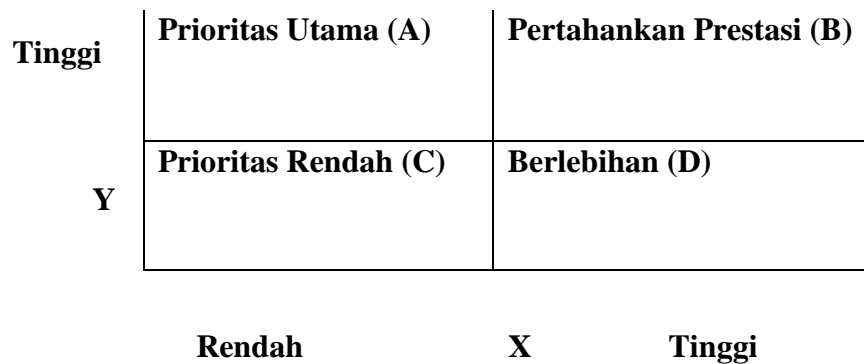 Prioritas Utama (A) Pertahankan Prestasi (B)
Tinggi
Prioritas Rendah (C) Berlebihan (D)
Y
Rendah X Tinggi